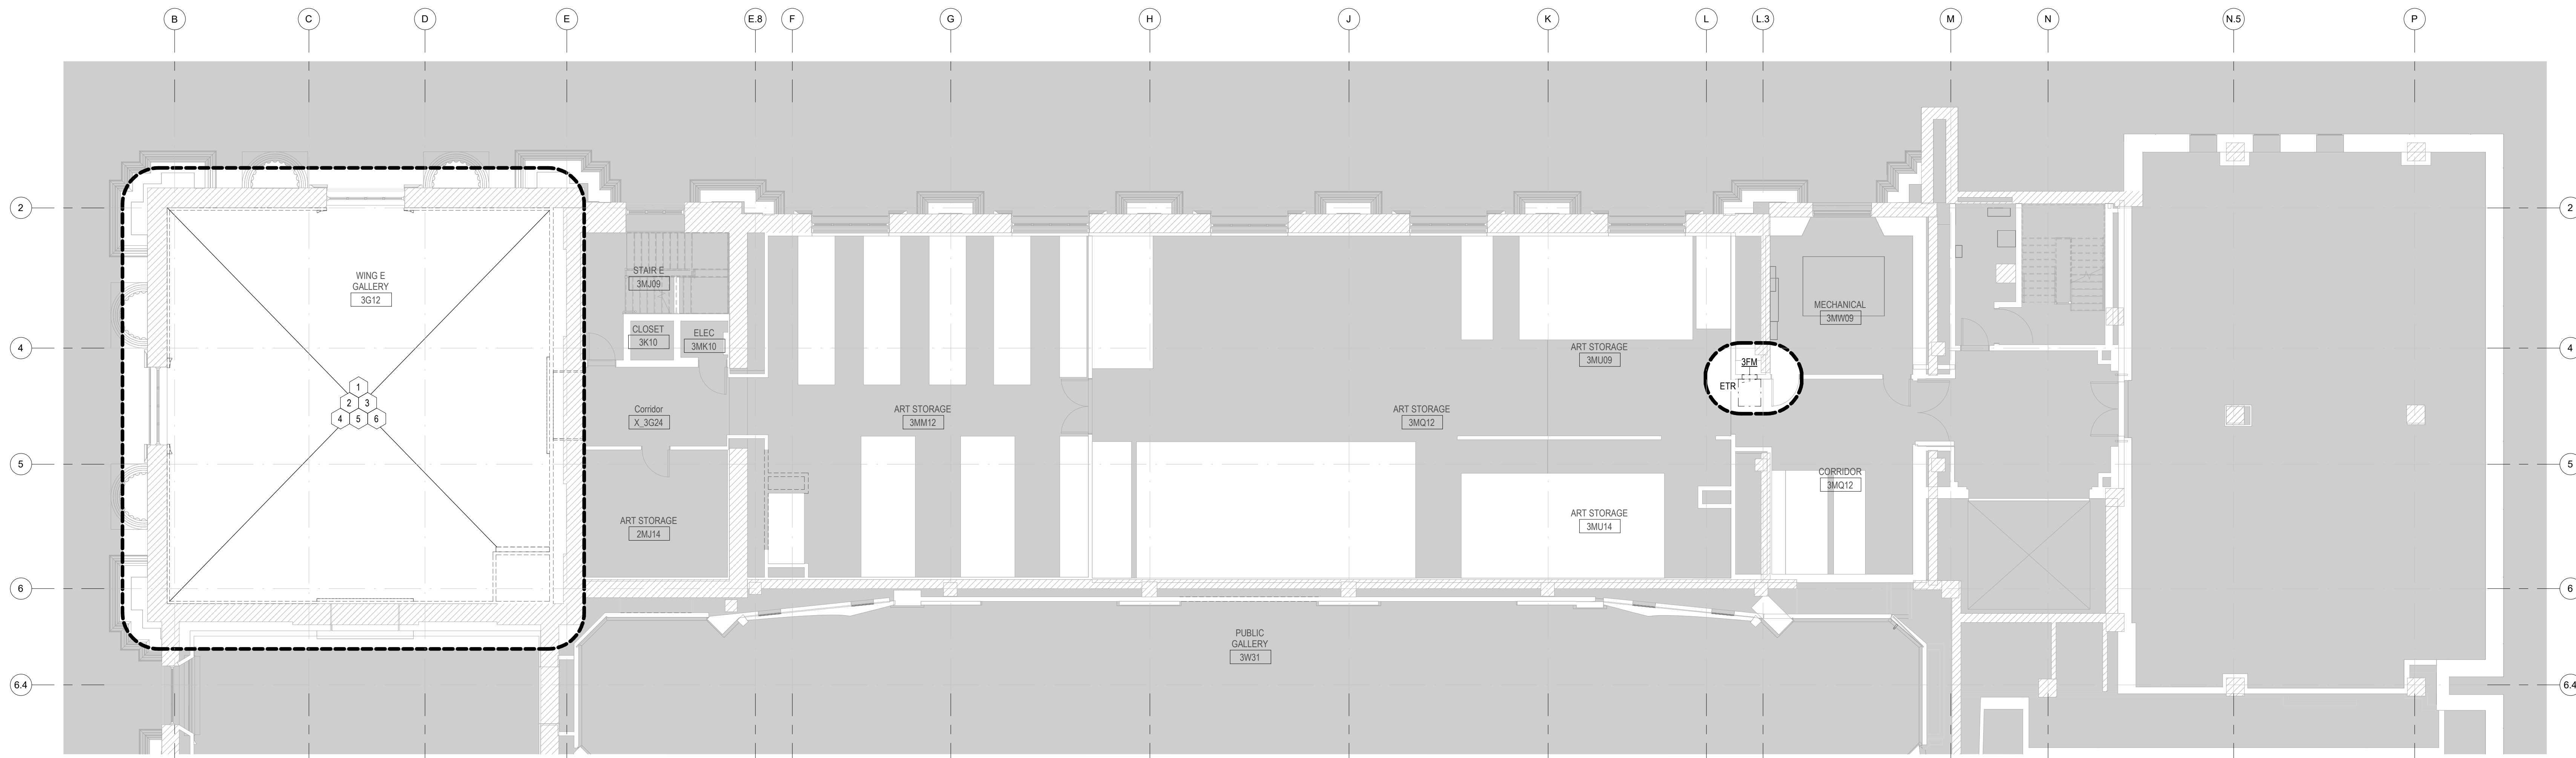 B
C
D
E
E.8
F
G
H
J
K
L
L.3
M
N
N.5
P
2
2
WING E
GALLERY
3G12
STAIR E
3MJ09
MECHANICAL
3MW09
CLOSET
3K10
ELEC
3MK10
4
4
ART STORAGE
3MU09
3FM
ETR
1
2
3
4
5
6
Corridor
X_3G24
ART STORAGE
3MM12
ART STORAGE
3MQ12
5
5
CORRIDOR
3MQ12
ART STORAGE
2MJ14
ART STORAGE
3MU14
6
6
PUBLIC
GALLERY
3W31
6.4
6.4